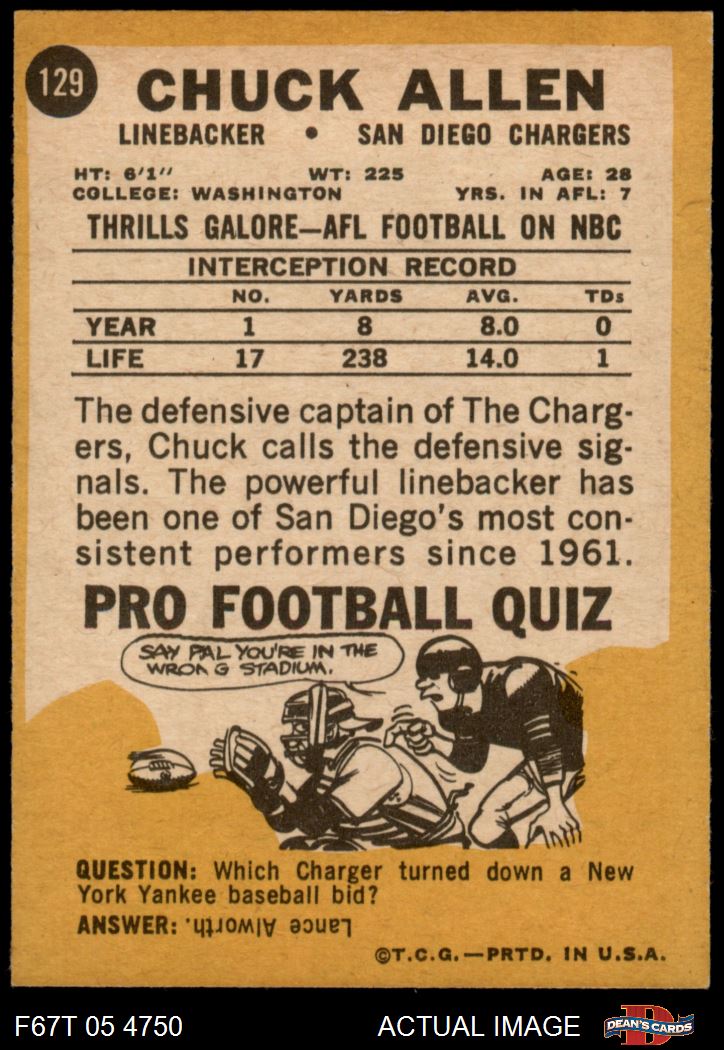 129
CHUCK ALLEN
LINEBACKER • SAN DIEGO CHARGERS
HT: 6'1" WT: 225 AGE: 28
COLLEGE: WASHINGTON YRS. IN AFL: 7
THRILLS GALORE—AFL FOOTBALL ON NBC
INTERCEPTION RECORD
NO. YARDS AVG. TDs
YEAR 1 8 8.0 0
LIFE 17 238 14.0 1
The defensive captain of The Charg-
ers, Chuck calls the defensive sig-
nals. The powerful linebacker has
been one of San Diego's most con-
sistent performers since 1961.
PRO FOOTBALL QUIZ
SAY PAL YOU'RE IN THE
WRONG STADIUM.
QUESTION: Which Charger turned down a New
York Yankee baseball bid?
ANSWER: Lance Alworth.
©T.C.G.—PRTD. IN U.S.A.
F67T 05 4750 ACTUAL IMAGE D DEAN'S CARDS